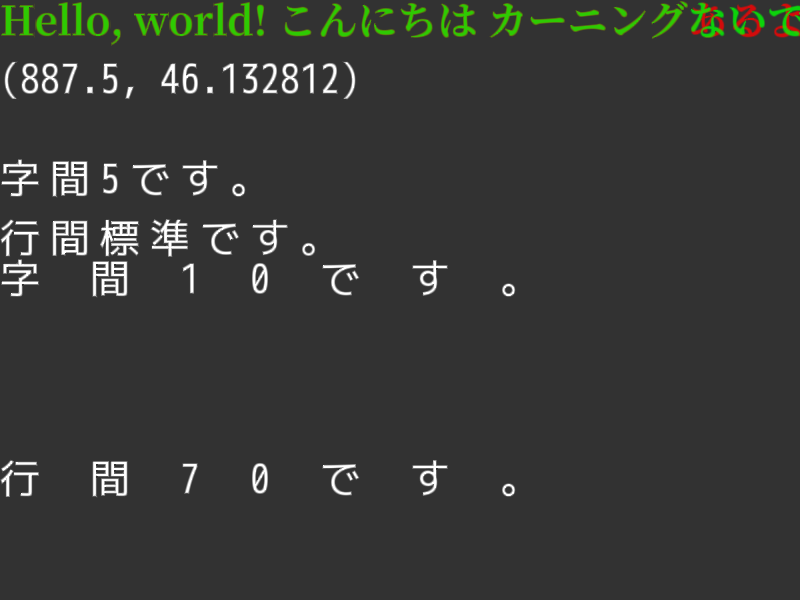 Hello, world! こんにちは カーニングないで
(887.5, 46.132812)
字間5です。
行間標準です。
字間10です。
行間70です。